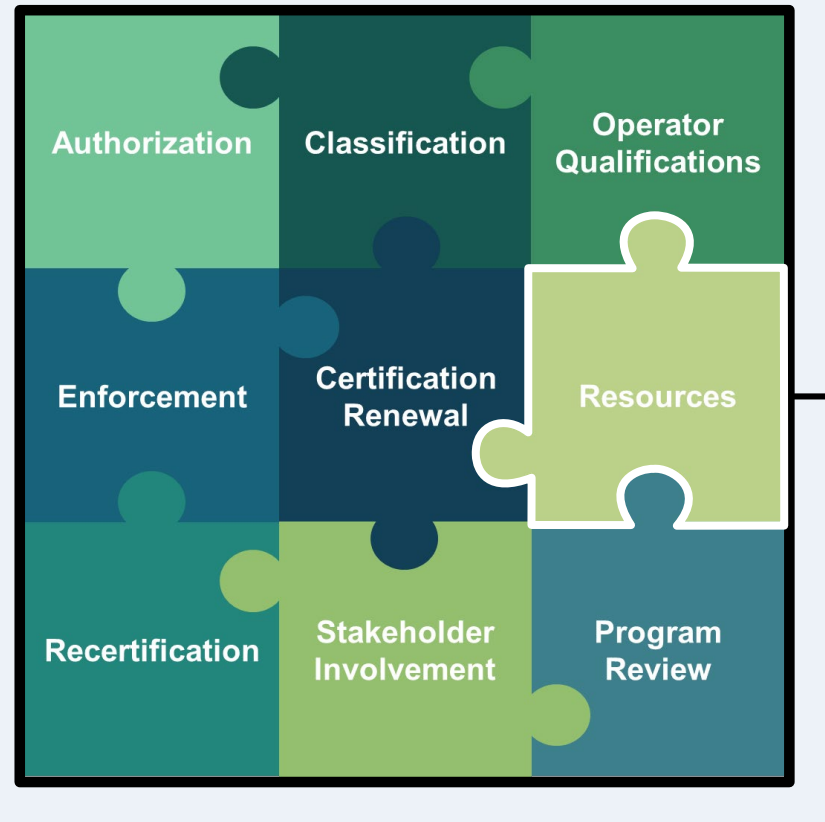 Authorization
Classification
Operator
Qualifications
Enforcement
Certification
Renewal
Resources
Recertification
Stakeholder
Involvement
Program
Review